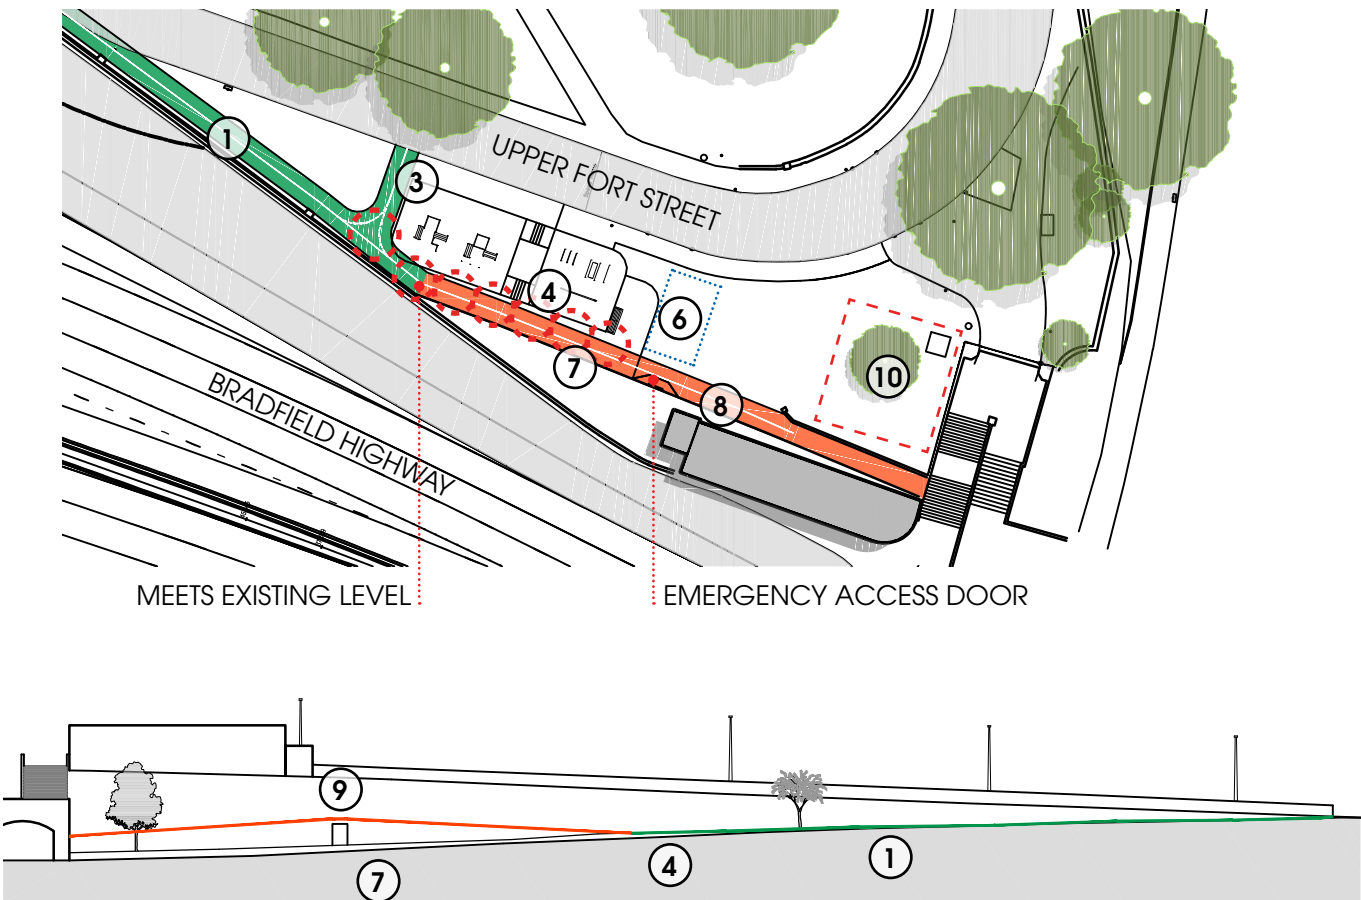 1
3
UPPER FORT STREET
4
6
7
8
10
BRADFIELD HIGHWAY
MEETS EXISTING LEVEL
EMERGENCY ACCESS DOOR
9
7
4
1